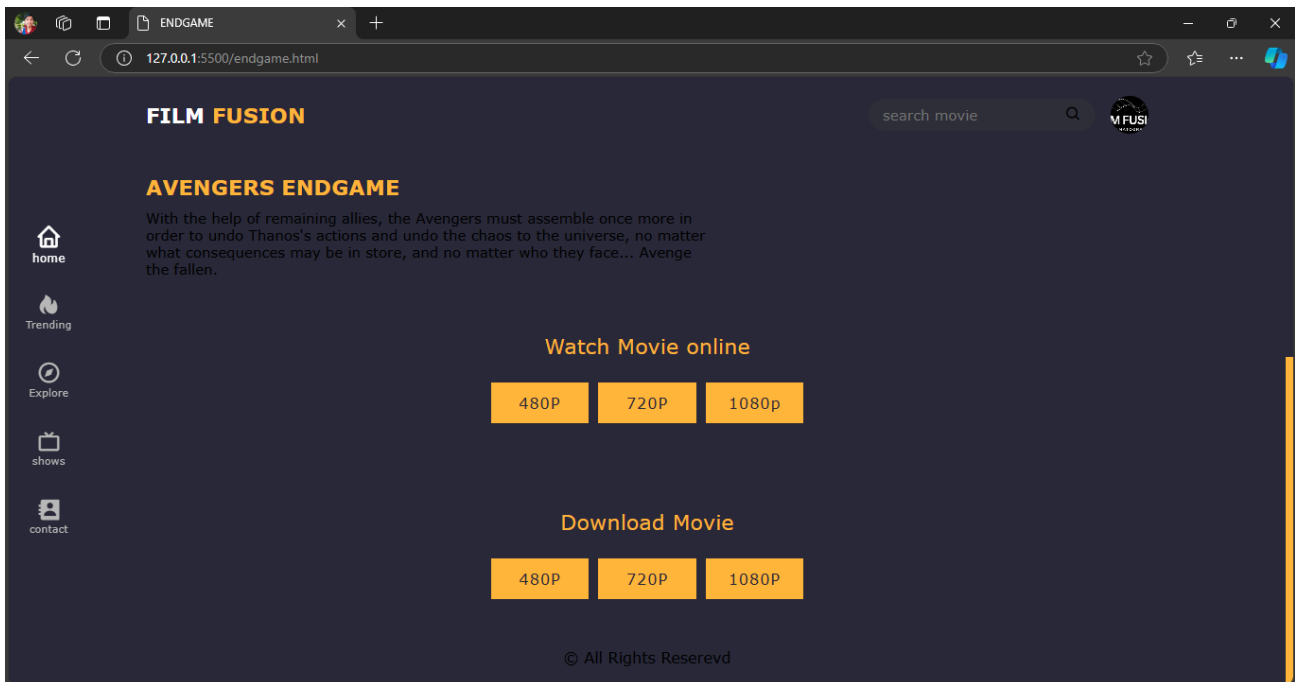 ENDGAME
127.0.0.1:5500/endgame.html
FILM FUSION
search movie
M FUSI
AVENGERS ENDGAME
With the help of remaining allies, the Avengers must assemble once more in
order to undo Thanos's actions and undo the chaos to the universe, no matter
what consequences may be in store, and no matter who they face... Avenge
the fallen.
home
Trending
Explore
shows
contact
Watch Movie online
480P 720P 1080p
Download Movie
480P 720P 1080P
© All Rights Reserevd